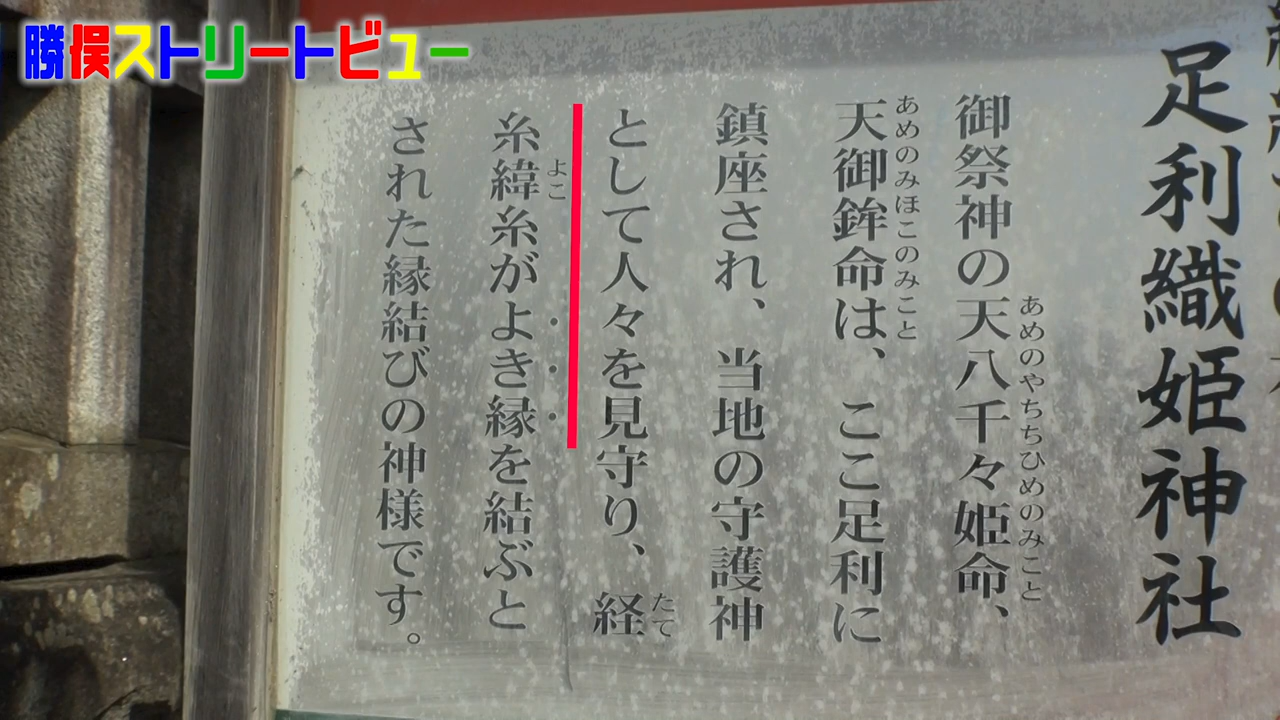 勝俣ストリートビュー
足利織姫神社
御祭神の天八千々姫命、
あめのやちちひめのみこと
天御鉾命は、ここ足利に
あめのみほこのみこと
鎮座され、当地の守護神
として人々を見守り、経
たて
糸緯糸がよき縁を結ぶと
よこ
された縁結びの神様です。